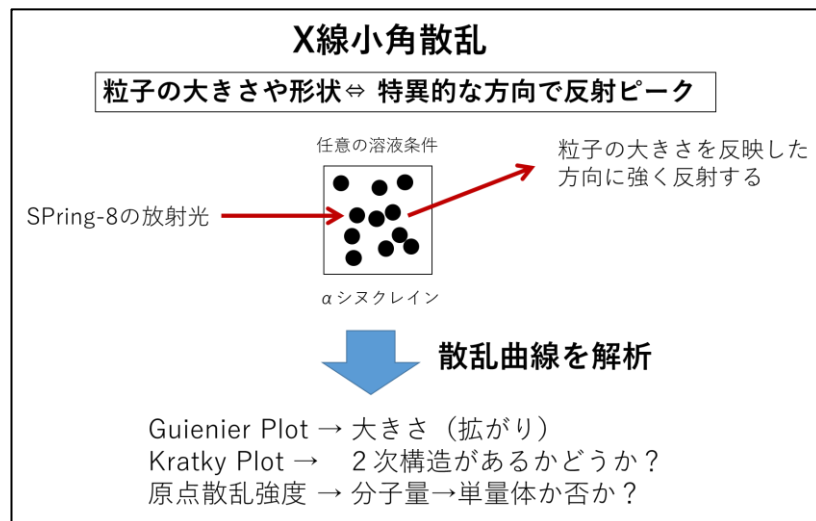 X線小角散乱
粒子の大きさや形状⇔ 特異的な方向で反射ピーク
任意の溶液条件
粒子の大きさを反映した
方向に強く反射する
SPring-8の放射光
αシヌクレイン
散乱曲線を解析
Guienier Plot → 大きさ（拡がり）
Kratky Plot → ２次構造があるかどうか？
原点散乱強度 → 分子量→単量体か否か？